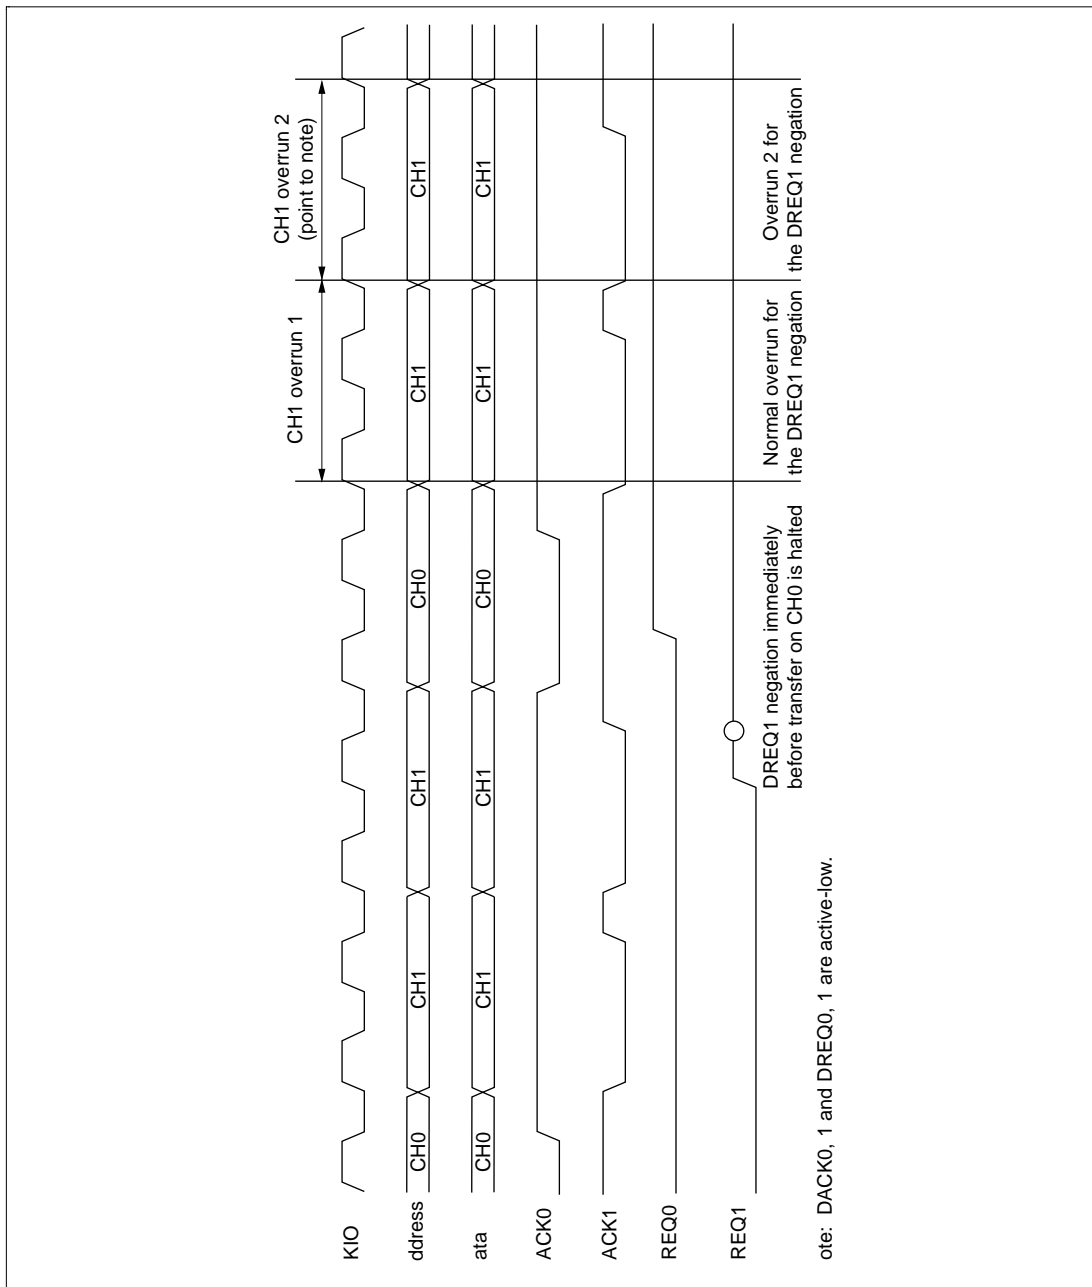 CH1 overrun 1
CH1 overrun 2
(point to note)
KIO
ddress
CH0
CH1
CH1
CH0
CH1
CH1
ata
CH0
CH1
CH1
CH0
CH1
CH1
ACK0
ACK1
REQ0
REQ1
DREQ1 negation immediately
before transfer on CH0 is halted
Normal overrun for
the DREQ1 negation
Overrun 2 for
the DREQ1 negation
ote: DACK0, 1 and DREQ0, 1 are active-low.